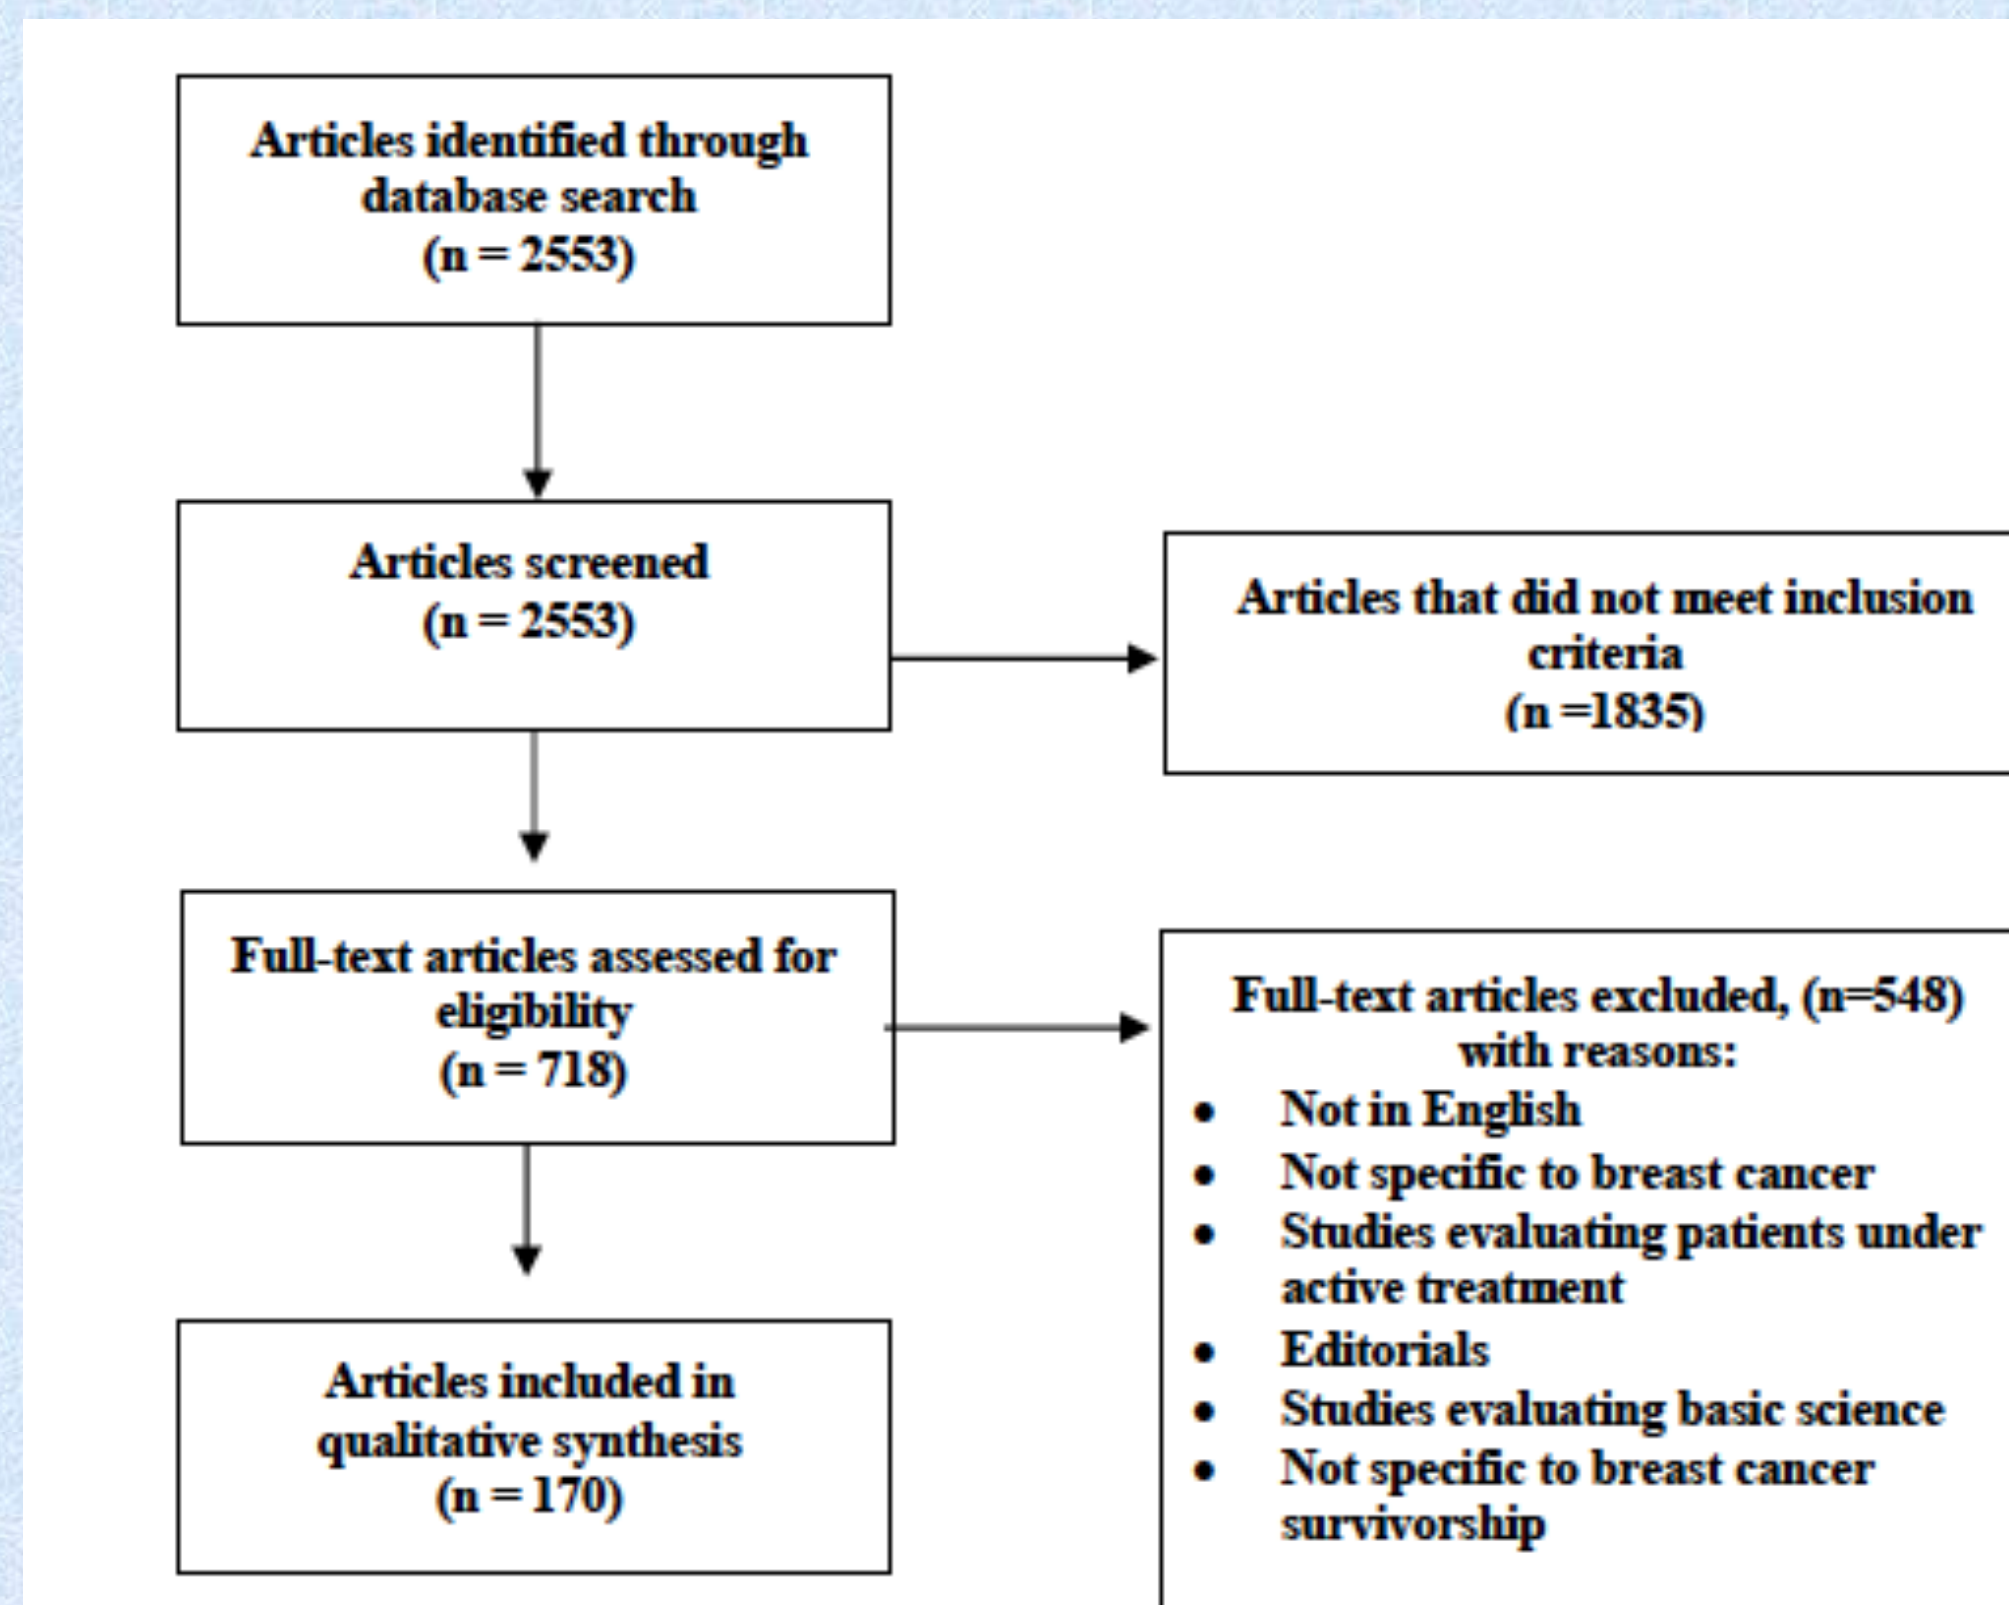 Articles identified through
database search
(n = 2553)
Articles screened
(n = 2553)
Articles that did not meet inclusion
criteria
(n =1835)
Full-text articles assessed for
eligibility
(n = 718)
Full-text articles excluded, (n=548)
with reasons:
• Not in English
• Not specific to breast cancer
• Studies evaluating patients under
active treatment
• Editorials
• Studies evaluating basic science
• Not specific to breast cancer
survivorship
Articles included in
qualitative synthesis
(n = 170)